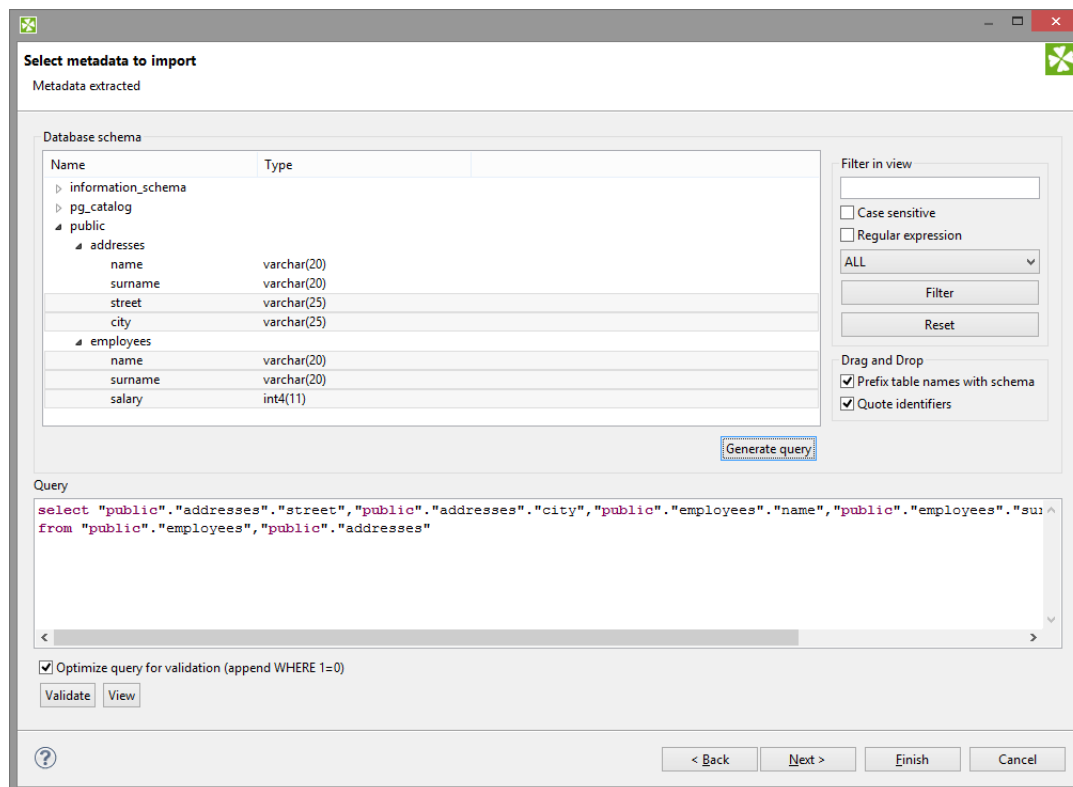 Select metadata to import
Metadata extracted
Database schema
Name Type
information_schema
pg_catalog
public
addresses
name varchar(20)
surname varchar(20)
street varchar(25)
city varchar(25)
employees
name varchar(20)
surname varchar(20)
salary int4(11)
Generate query
Filter in view
Case sensitive
Regular expression
ALL
Filter
Reset
Drag and Drop
Prefix table names with schema
Quote identifiers
Query
select "public"."addresses"."street","public"."addresses"."city","public"."employees"."name","public"."employees"."sur
from "public"."employees","public"."addresses"
Optimize query for validation (append WHERE 1=0)
Validate View
< Back Next > Finish Cancel